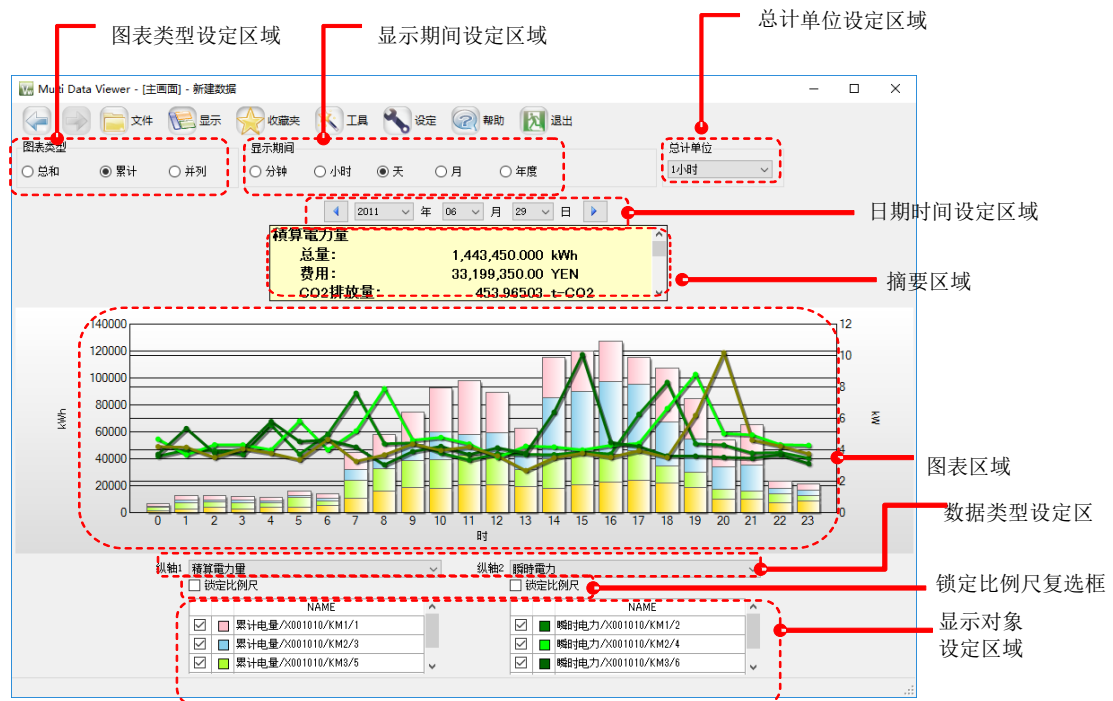 总计单位设定区域
图表类型设定区域
显示期间设定区域
Multi Data Viewer - [主画面] - 新建数据
文件 显示 收藏夹 工具 设定 帮助 退出
图表类型 显示期间 总计单位
总和 累计 并列 分钟 小时 天 月 年度 1小时
2011 年 06 月 29 日
日期时间设定区域
積算電力量
总量: 1,443,450.000 kWh
费用: 33,199,350.00 YEN
CO2排放量: 453.96503 t-CO2
摘要区域
140000 12
120000 10
100000
80000 8
kWh 60000 6 kW
40000 4
20000 2
0 0
0 1 2 3 4 5 6 7 8 9 10 11 12 13 14 15 16 17 18 19 20 21 22 23
时
图表区域
数据类型设定区
纵轴1 積算電力量 纵轴2 瞬時電力
锁定比例尺 锁定比例尺
锁定比例尺复选框
NAME NAME
累计电量/X001010/KM1/1 瞬时电力/X001010/KM1/2
累计电量/X001010/KM2/3 瞬时电力/X001010/KM2/4
累计电量/X001010/KM3/5 瞬时电力/X001010/KM3/6
显示对象
设定区域